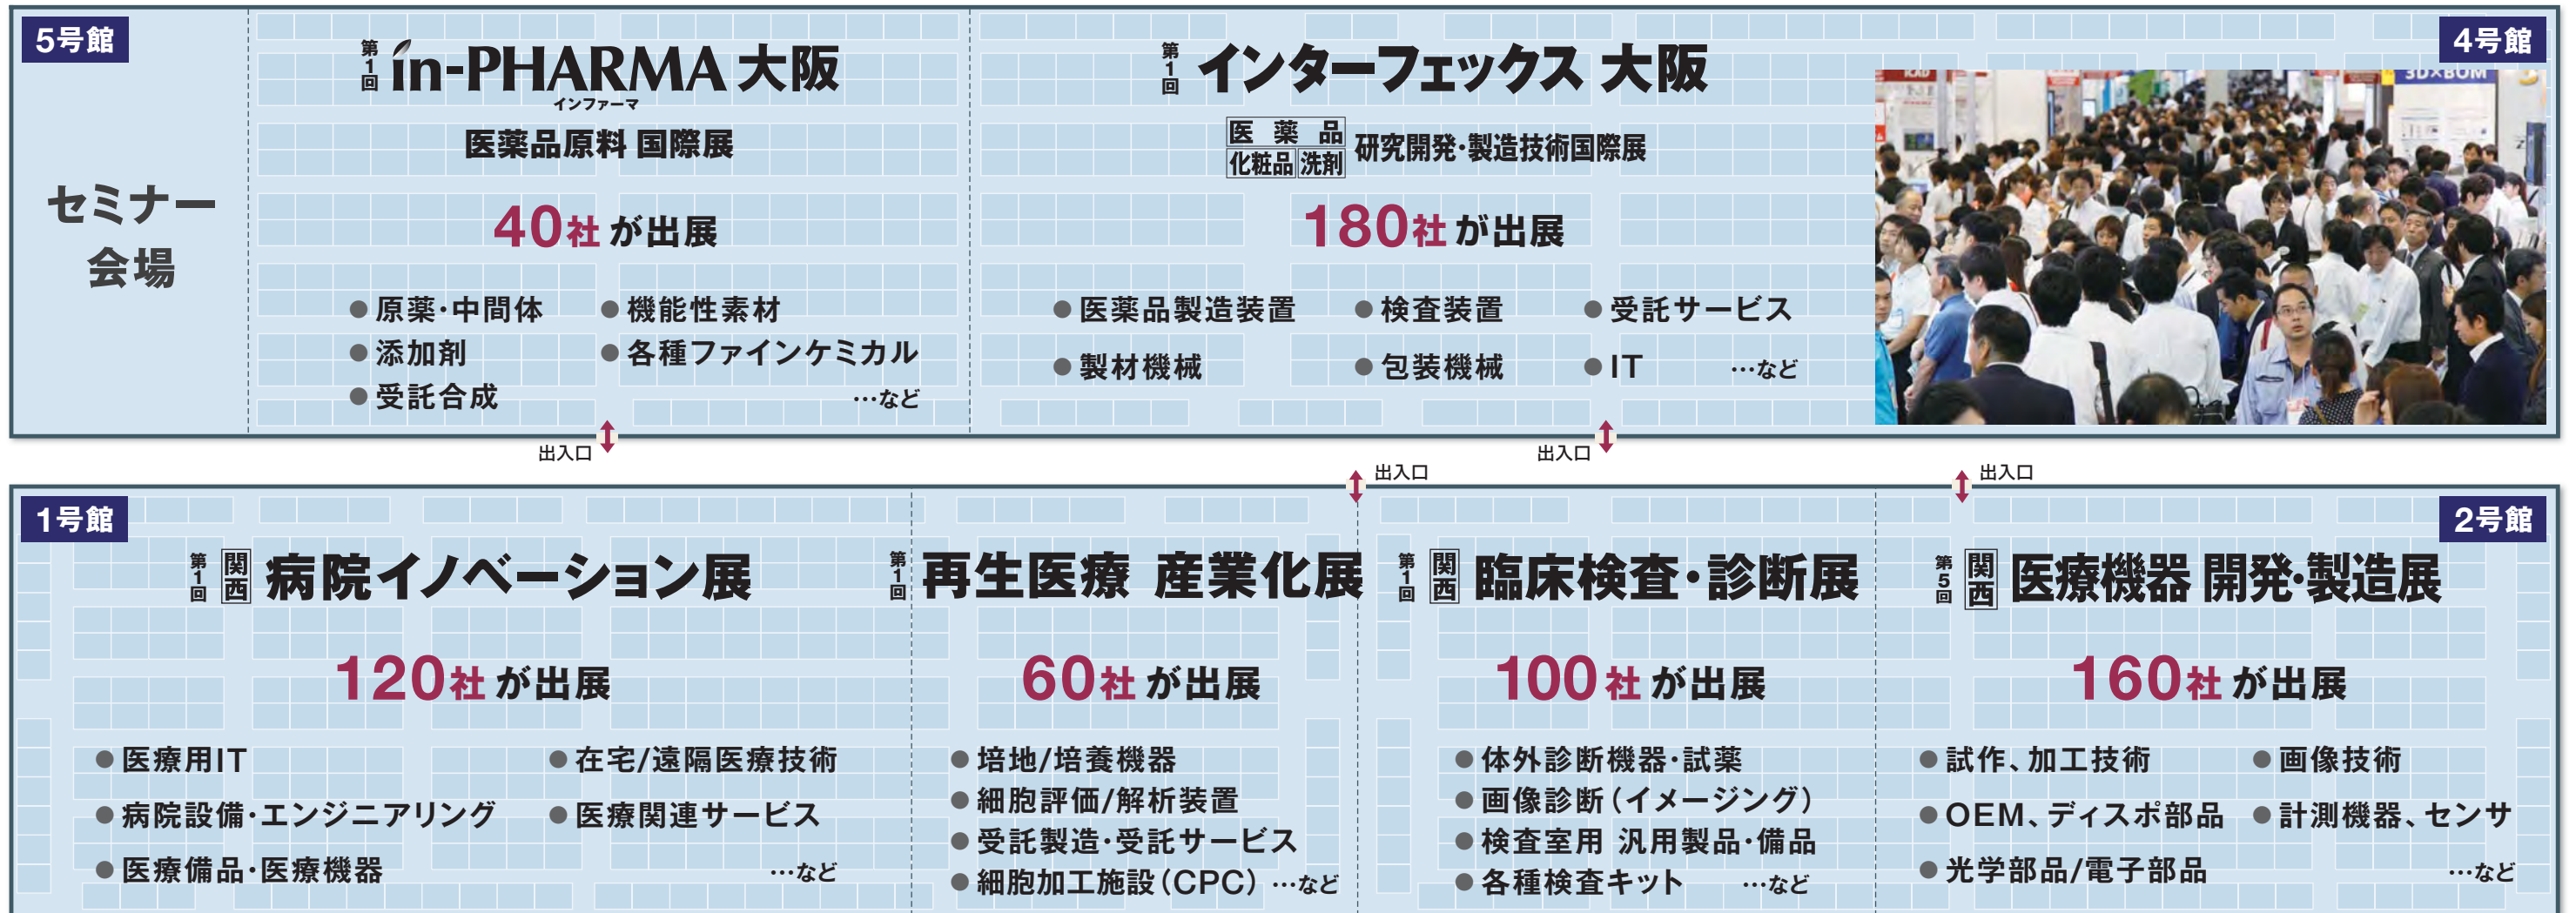 5号館
セミナー
会場
第1回 in-PHARMA 大阪
インファーマ
医薬品原料 国際展
40社が出展
●原薬・中間体
●添加剤
●受託合成
●機能性素材
●各種ファインケミカル
…など
4号館
第1回 インターフェックス 大阪
医薬品 化粧品 洗剤 研究開発・製造技術国際展
180社が出展
●医薬品製造装置 ●検査装置 ●受託サービス
●製材機械 ●包装機械 ●IT …など
3D×BOM
出入口
出入口
出入口
出入口
1号館
第1回 関西 病院イノベーション展
120社が出展
●医療用IT
●病院設備・エンジニアリング
●医療備品・医療機器
●在宅/遠隔医療技術
●医療関連サービス
…など
第1回 再生医療 産業化展
60社が出展
●培地/培養機器
●細胞評価/解析装置
●受託製造・受託サービス
●細胞加工施設（CPC） …など
第1回 関西 臨床検査・診断展
100社が出展
●体外診断機器・試薬
●画像診断（イメージング）
●検査室用 汎用製品・備品
●各種検査キット …など
2号館
第5回 関西 医療機器 開発・製造展
160社が出展
●試作、加工技術
●OEM、ディスポ部品
●光学部品/電子部品
●画像技術
●計測機器、センサ
…など